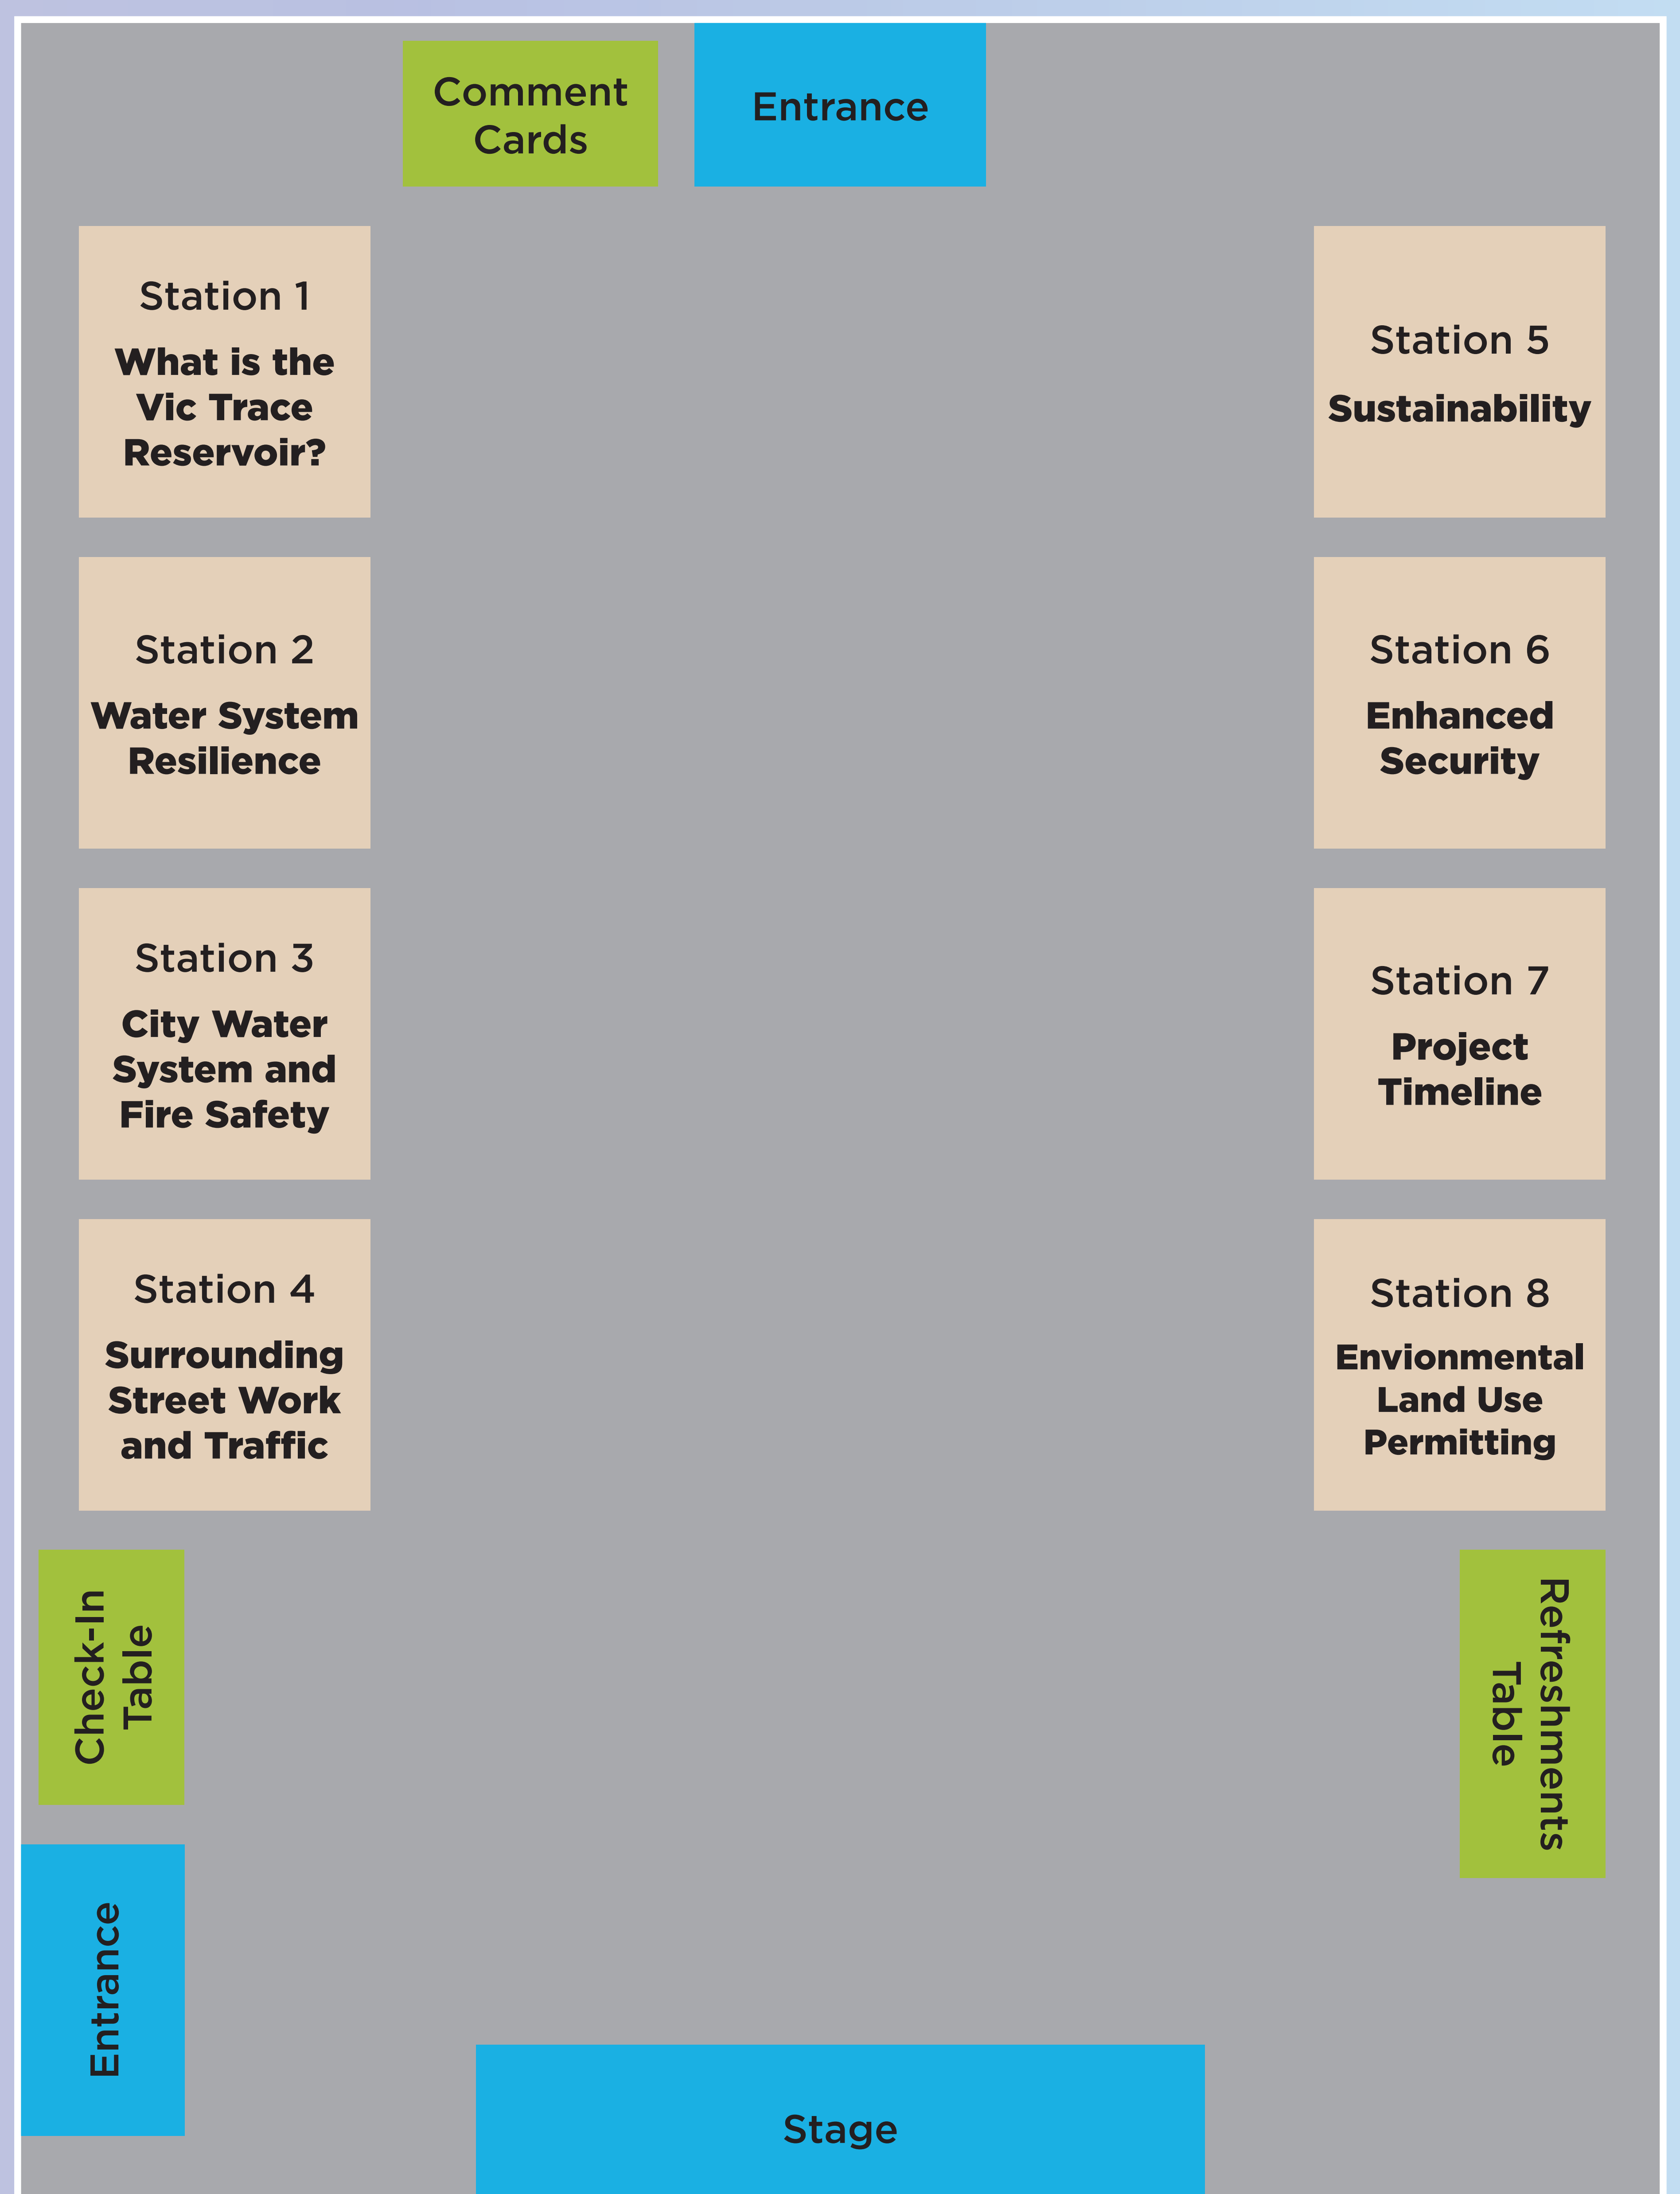 Comment
Cards
Entrance
Station 1
What is the
Vic Trace
Reservoir?
Station 5
Sustainability
Station 2
Water System
Resilience
Station 6
Enhanced
Security
Station 3
City Water
System and
Fire Safety
Station 7
Project
Timeline
Station 4
Surrounding
Street Work
and Traffic
Station 8
Envionmental
Land Use
Permitting
Check-In
Table
Refreshments
Table
Entrance
Stage